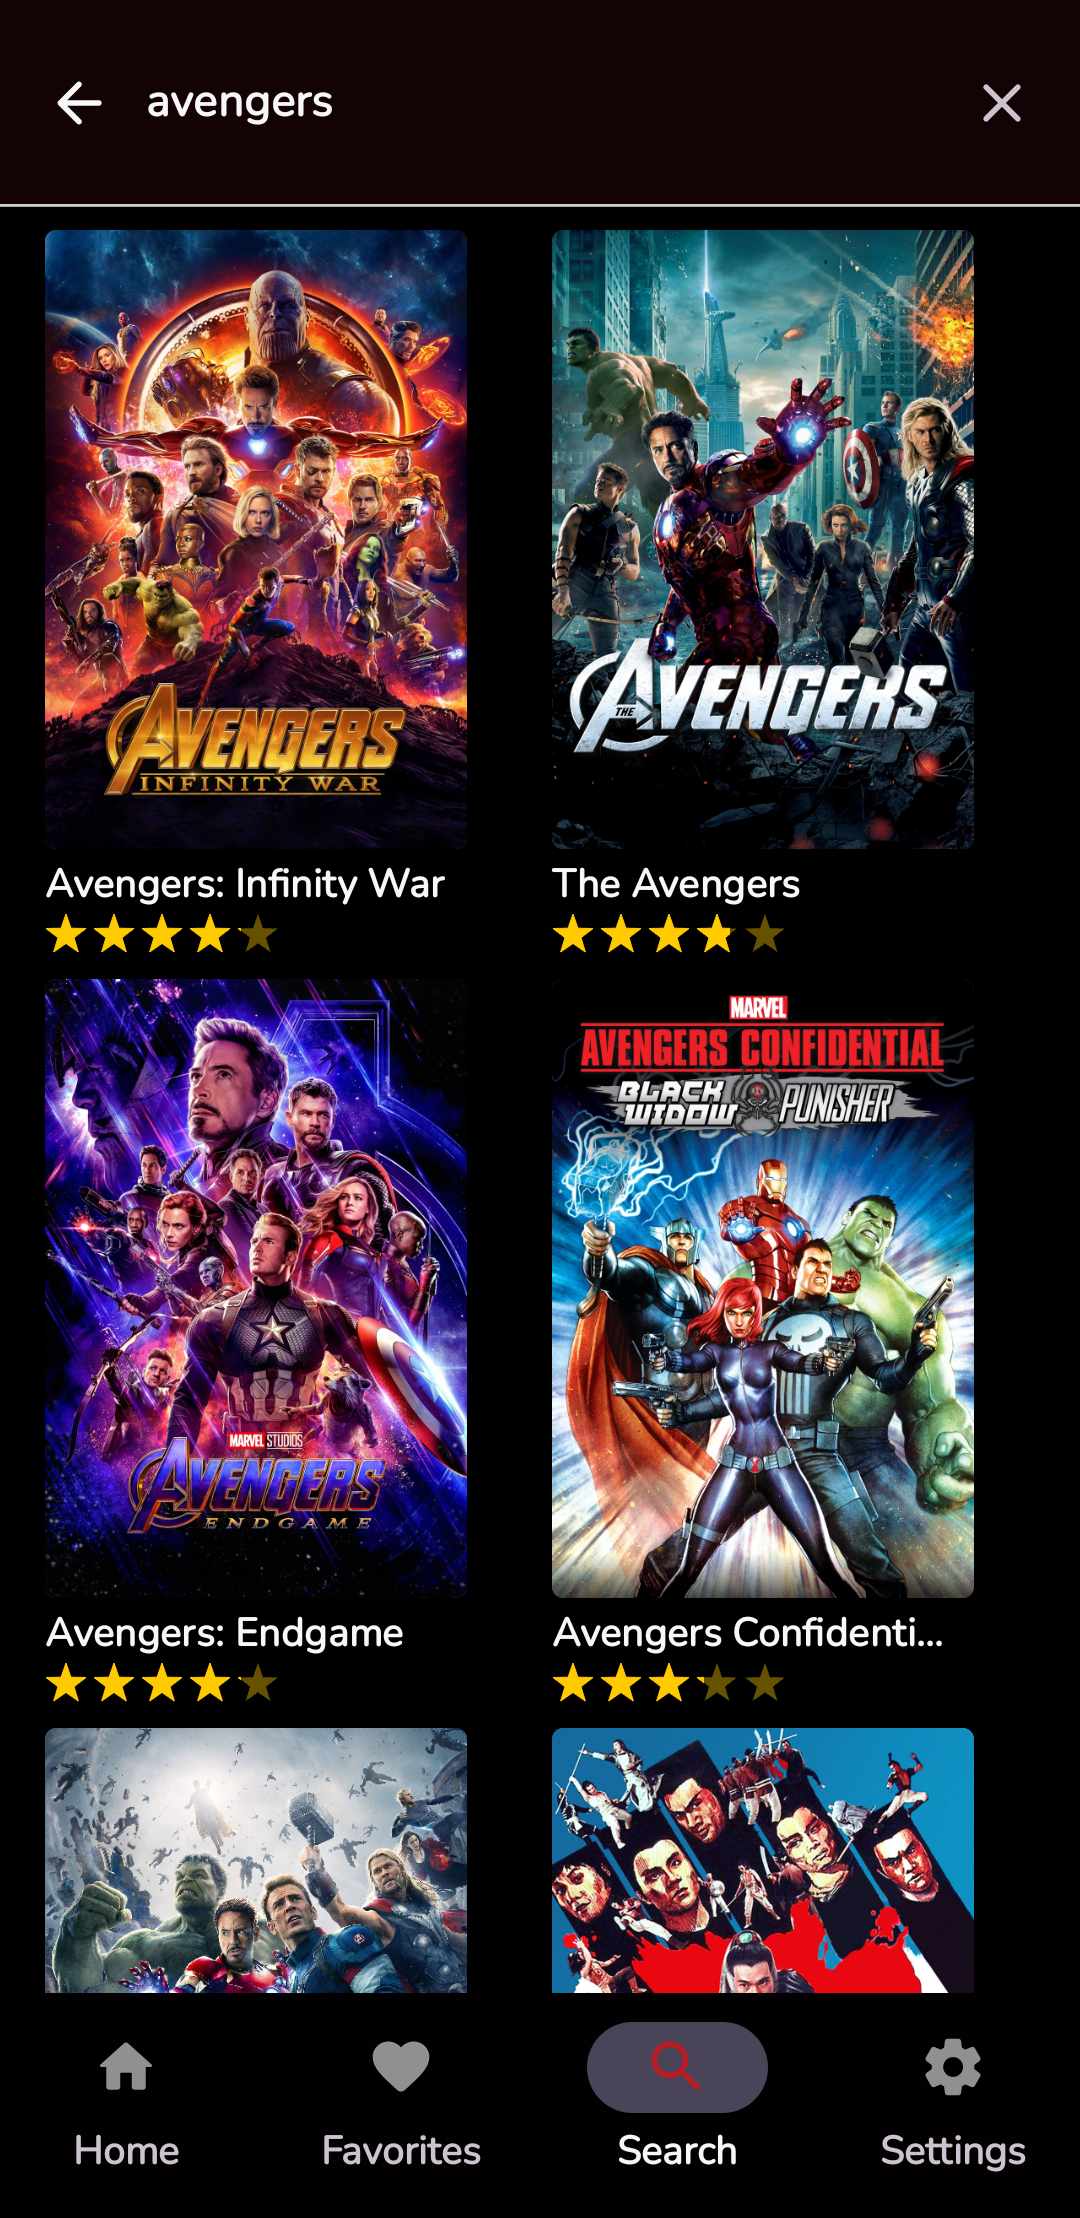 avengers
AVENGERS
INFINITY WAR
THE AVENGERS
Avengers: Infinity War
The Avengers
MARVEL STUDIOS
AVENGERS
ENDGAME
MARVEL
AVENGERS CONFIDENTIAL
BLACK WIDOW PUNISHER
Avengers: Endgame
Avengers Confidenti...
Home
Favorites
Search
Settings